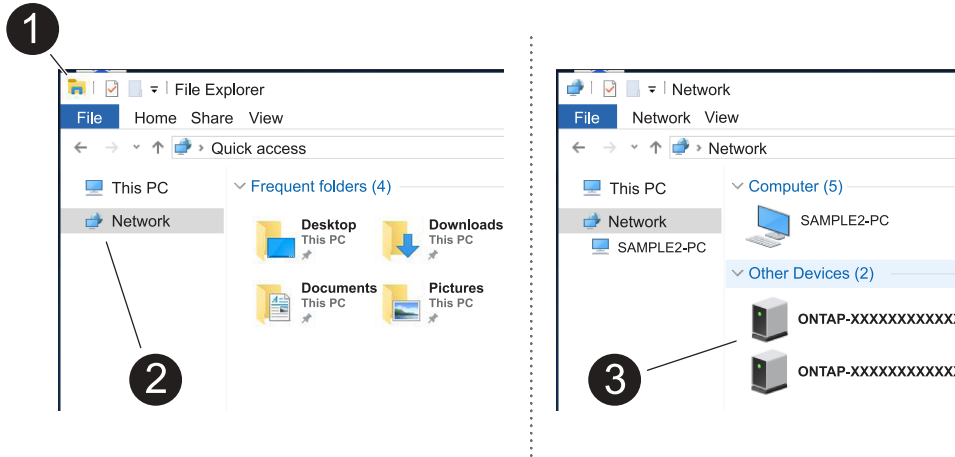 1
File Explorer
File Home Share View
Quick access
This PC
Network
Frequent folders (4)
Desktop
This PC
Downloads
This PC
Documents
This PC
Pictures
This PC
2
Network
File Network View
Network
This PC
Network
SAMPLE2-PC
Computer (5)
SAMPLE2-PC
Other Devices (2)
ONTAP-XXXXXXXXXXX
ONTAP-XXXXXXXXXXX
3